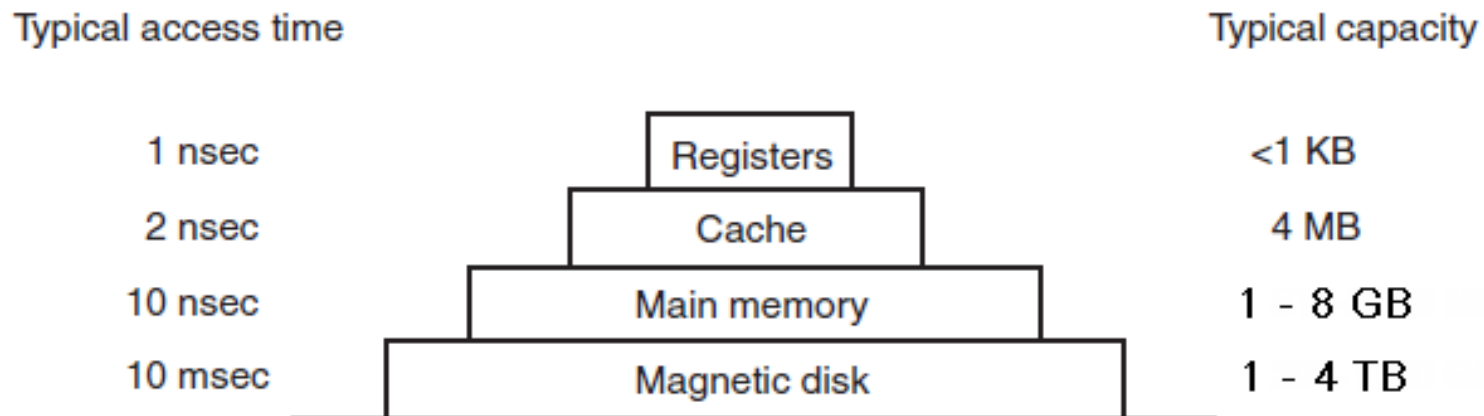 Typical access time Typical capacity
1 nsec Registers <1 KB
2 nsec Cache 4 MB
10 nsec Main memory 1 - 8 GB
10 msec Magnetic disk 1 - 4 TB